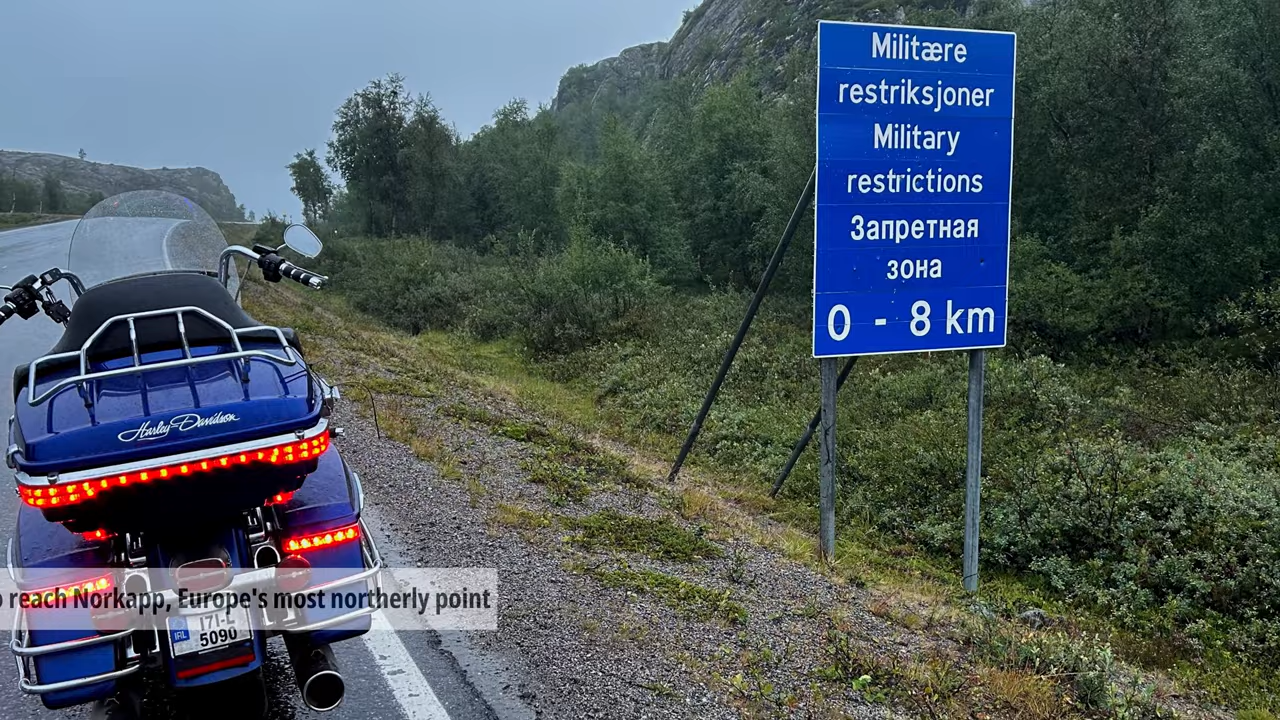 Militære
restriksjoner
Military
restrictions
Запретная
зона
0 - 8 km
Harley-Davidson
reach Norkapp, Europe's most northerly point
IRL
5090